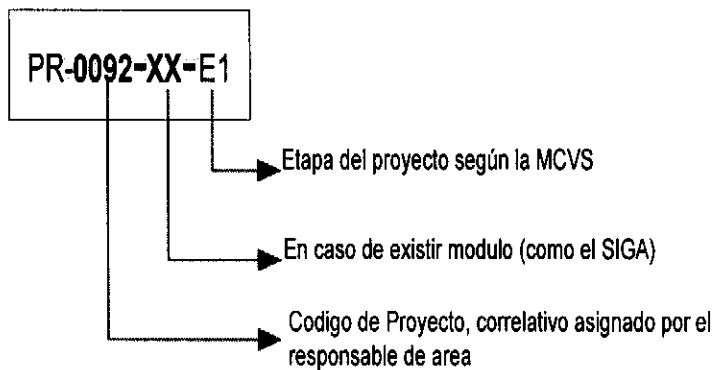 PR-0092-XX-E1
Etapa del proyecto según la MCVS
En caso de existir modulo (como el SIGA)
Codigo de Proyecto, correlativo asignado por el
responsable de area